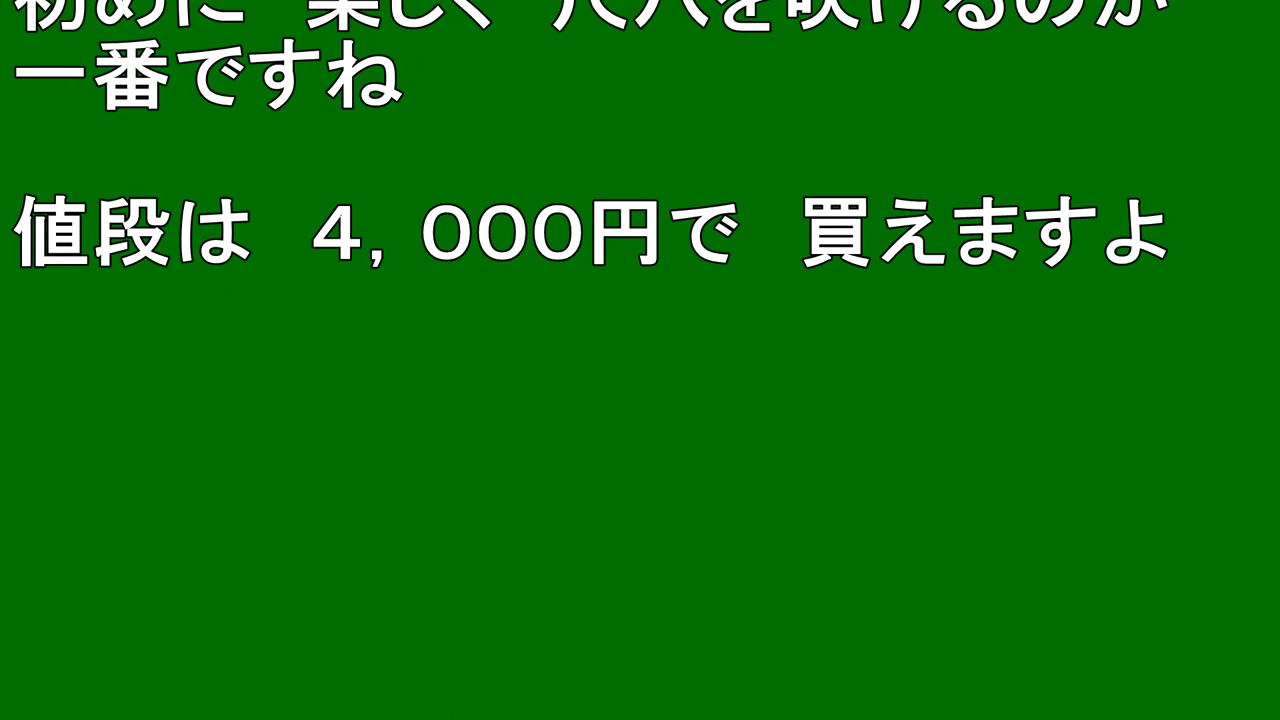 初めに　楽しく　尺八を吹けるのが
一番ですね
値段は　４，０００円で　買えますよ